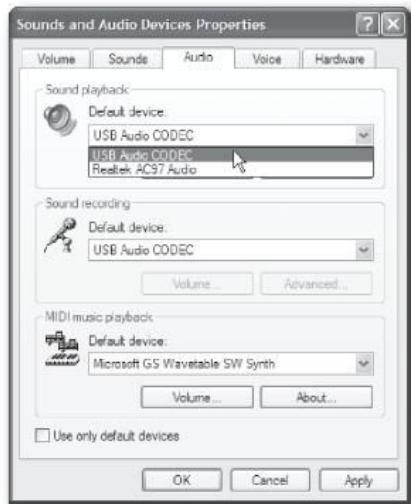 Sounds and Audio Devices Properties
Volume Sounds Audio Voice Hardware
Sound playback
Default device:
USB Audio CODEC
USB Audio CODEC
Realtek AC97 Audio
Sound recording
Default device:
USB Audio CODEC
Volume... Advanced...
MIDI music playback
Default device:
Microsoft GS Wavetable SW Synth
Volume... About...
Use only default devices
OK Cancel Apply